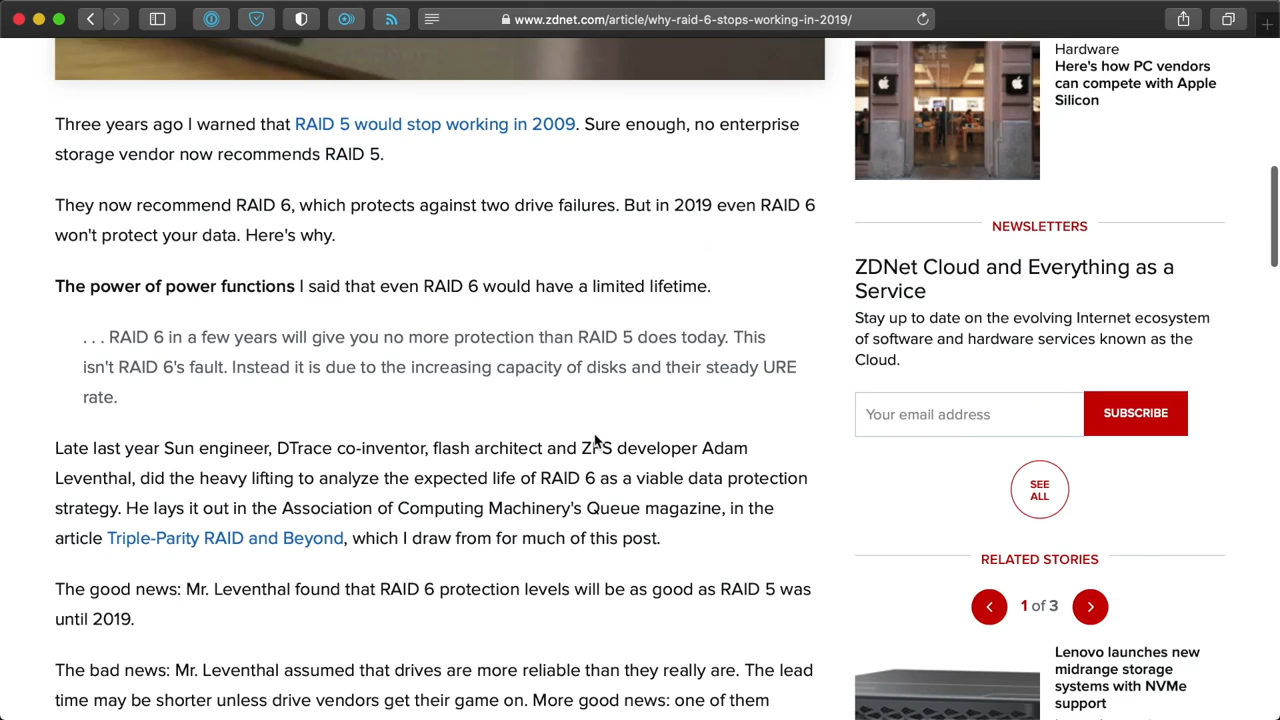 www.zdnet.com/article/why-raid-6-stops-working-in-2019/
Three years ago I warned that RAID 5 would stop working in 2009. Sure enough, no enterprise
storage vendor now recommends RAID 5.
They now recommend RAID 6, which protects against two drive failures. But in 2019 even RAID 6
won't protect your data. Here's why.
The power of power functions I said that even RAID 6 would have a limited lifetime.
. . . RAID 6 in a few years will give you no more protection than RAID 5 does today. This
isn't RAID 6's fault. Instead it is due to the increasing capacity of disks and their steady URE
rate.
Late last year Sun engineer, DTrace co-inventor, flash architect and ZFS developer Adam
Leventhal, did the heavy lifting to analyze the expected life of RAID 6 as a viable data protection
strategy. He lays it out in the Association of Computing Machinery's Queue magazine, in the
article Triple-Parity RAID and Beyond, which I draw from for much of this post.
The good news: Mr. Leventhal found that RAID 6 protection levels will be as good as RAID 5 was
until 2019.
The bad news: Mr. Leventhal assumed that drives are more reliable than they really are. The lead
time may be shorter unless drive vendors get their game on. More good news: one of them
Hardware
Here's how PC vendors
can compete with Apple
Silicon
NEWSLETTERS
ZDNet Cloud and Everything as a
Service
Stay up to date on the evolving Internet ecosystem
of software and hardware services known as the
Cloud.
Your email address
SUBSCRIBE
SEE
ALL
RELATED STORIES
1 of 3
Lenovo launches new
midrange storage
systems with NVMe
support